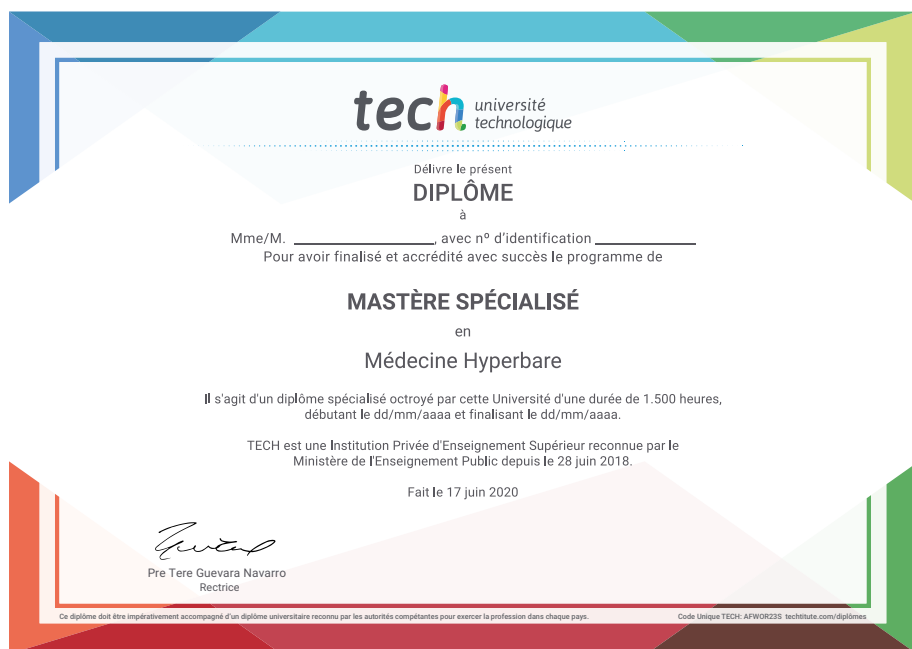 tech université
technologique
Délivre le présent
DIPLÔME
à
Mme/M. ____________________, avec nº d'identification ______________
Pour avoir finalisé et accrédité avec succès le programme de
MASTÈRE SPÉCIALISÉ
en
Médecine Hyperbare
Il s'agit d'un diplôme spécialisé octroyé par cette Université d'une durée de 1.500 heures,
débutant le dd/mm/aaaa et finalisant le dd/mm/aaaa.
TECH est une Institution Privée d'Enseignement Supérieur reconnue par le
Ministère de l'Enseignement Public depuis le 28 juin 2018.
Fait le 17 juin 2020
Pre Tere Guevara Navarro
Rectrice
Ce diplôme doit être impérativement accompagné d'un diplôme universitaire reconnu par les autorités compétantes pour exercer la profession dans chaque pays.
Code Unique TECH: AFWOR23S techtitute.com/diplômes